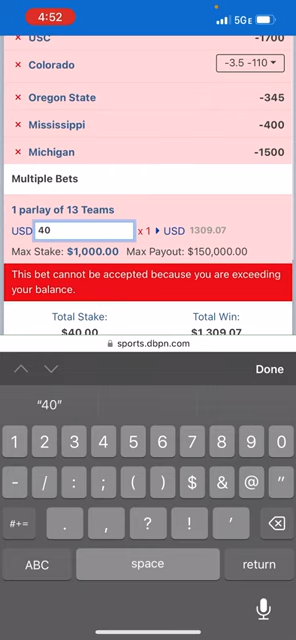 4:52
5GE
USC -1700
× Colorado -3.5 -110
× Oregon State -345
× Mississippi -400
× Michigan -1500
Multiple Bets
1 parlay of 13 Teams
USD 40 x 1 USD 1309.07
Max Stake: $1,000.00 Max Payout: $150,000.00
This bet cannot be accepted because you are exceeding
your balance.
Total Stake: Total Win:
$40.00 $1,309.07
sports.dbpn.com
Done
“40”
1 2 3 4 5 6 7 8 9 0
- / : ; ( ) $ & @ "
#+= . , ? ! ' 
ABC space return